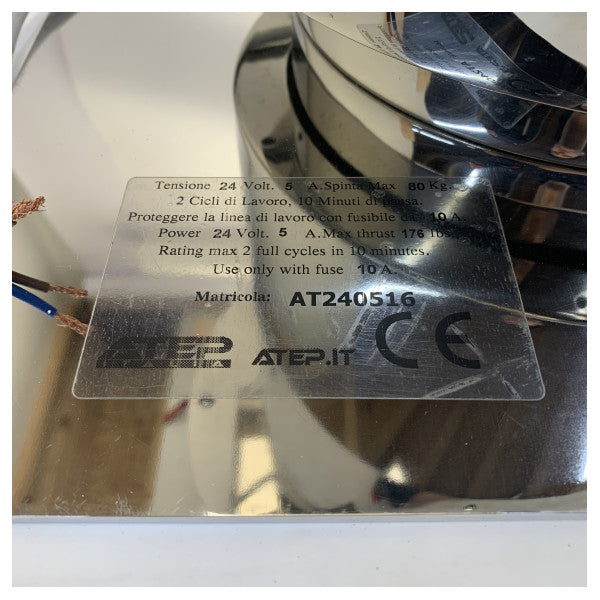 Tensione 24 Volt. 5 A.Spinta Max 80 Kg.
2 Cicli di Lavoro, 10 Minuti di pausa.
Proteggere la linea di lavoro con fusibile da 10 A.
Power 24 Volt. 5 A.Max thrust 176 lbs.
Rating max 2 full cycles in 10 minutes.
Use only with fuse 10 A.
Matricola: AT240516
ATEP ATEP.IT CE